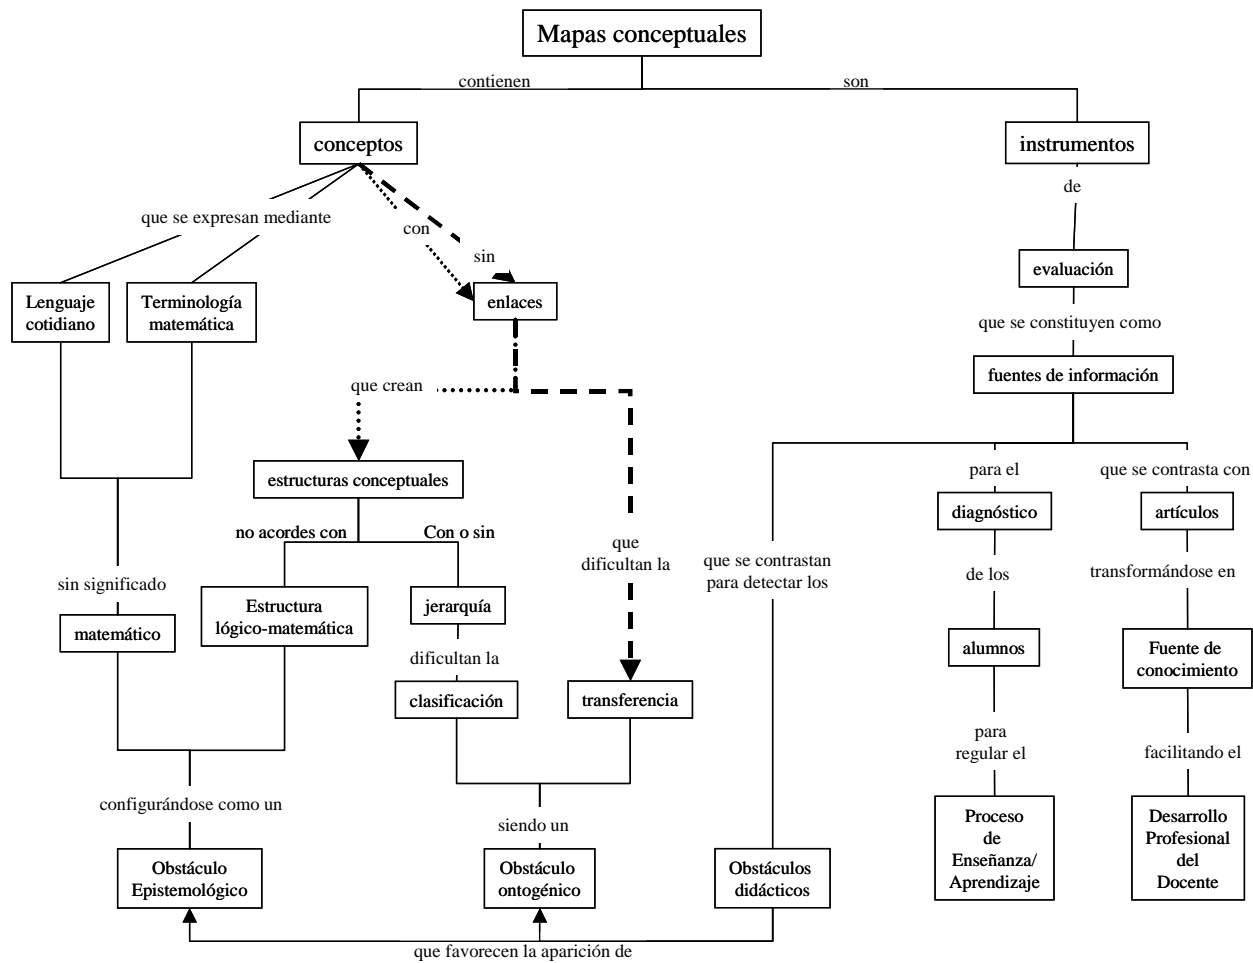 Mapas conceptuales
contienen
son
conceptos
instrumentos
de
que se expresan mediante
con
sin
evaluación
Lenguaje
cotidiano
Terminología
matemática
enlaces
que se constituyen como
que crean
fuentes de información
estructuras conceptuales
para el
que se contrasta con
diagnóstico
artículos
no acordes con
Con o sin
que
dificultan la
que se contrastan
para detectar los
de los
transformándose en
sin significado
Estructura
lógico-matemática
jerarquía
matemático
alumnos
Fuente de
conocimiento
dificultan la
clasificación
transferencia
para
regular el
facilitando el
configurándose como un
siendo un
Proceso
de
Enseñanza/
Aprendizaje
Desarrollo
Profesional
del
Docente
Obstáculo
Epistemológico
Obstáculo
ontogénico
Obstáculos
didácticos
que favorecen la aparición de